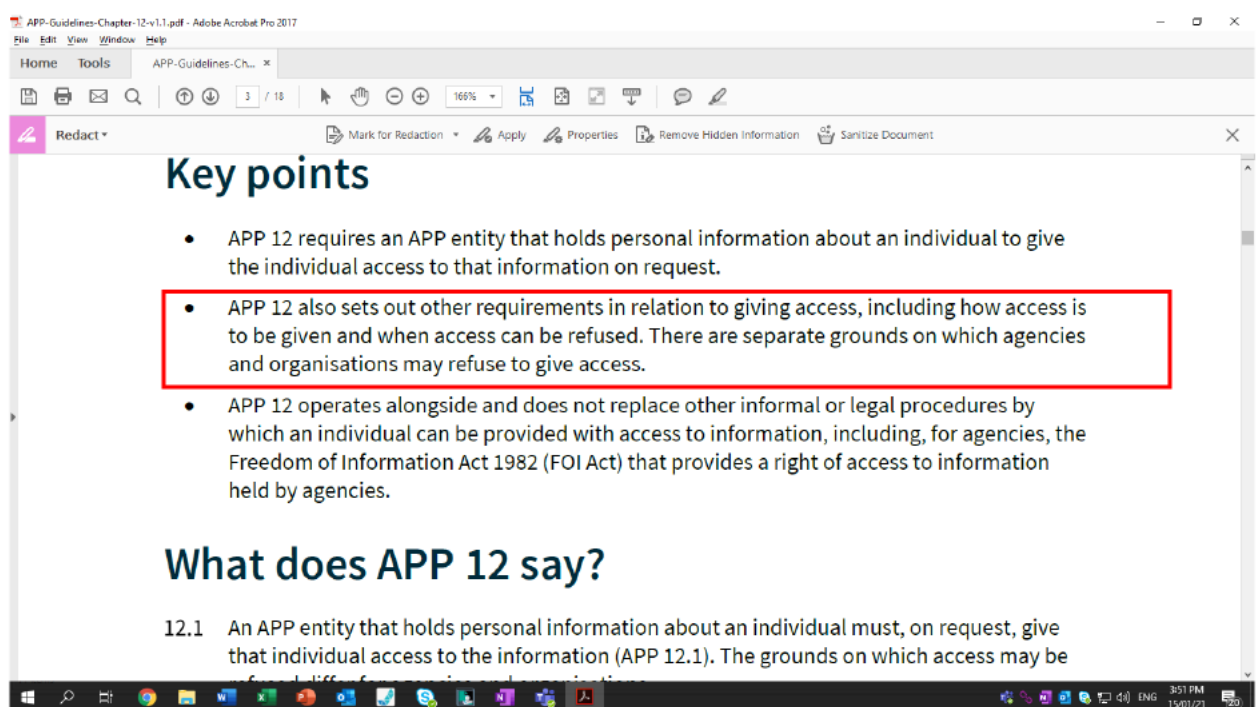 APP-Guidelines-Chapter-12-v1.1.pdf - Adobe Acrobat Pro 2017
File Edit View Window Help
Home Tools APP-Guidelines-Ch... ×
3 / 18 166%
Redact Mark for Redaction Apply Properties Remove Hidden Information Sanitize Document
Key points
• APP 12 requires an APP entity that holds personal information about an individual to give
the individual access to that information on request.
• APP 12 also sets out other requirements in relation to giving access, including how access is
to be given and when access can be refused. There are separate grounds on which agencies
and organisations may refuse to give access.
• APP 12 operates alongside and does not replace other informal or legal procedures by
which an individual can be provided with access to information, including, for agencies, the
Freedom of Information Act 1982 (FOI Act) that provides a right of access to information
held by agencies.
What does APP 12 say?
12.1 An APP entity that holds personal information about an individual must, on request, give
that individual access to the information (APP 12.1). The grounds on which access may be
ENG 3:51 PM
15/01/21